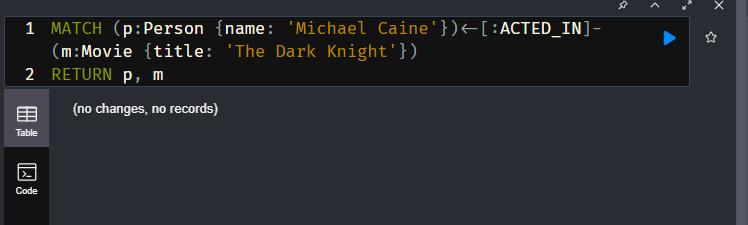 1 MATCH (p:Person {name: 'Michael Caine'})<-[:ACTED_IN]-
(m:Movie {title: 'The Dark Knight'})
2 RETURN p, m
(no changes, no records)
Table
Code